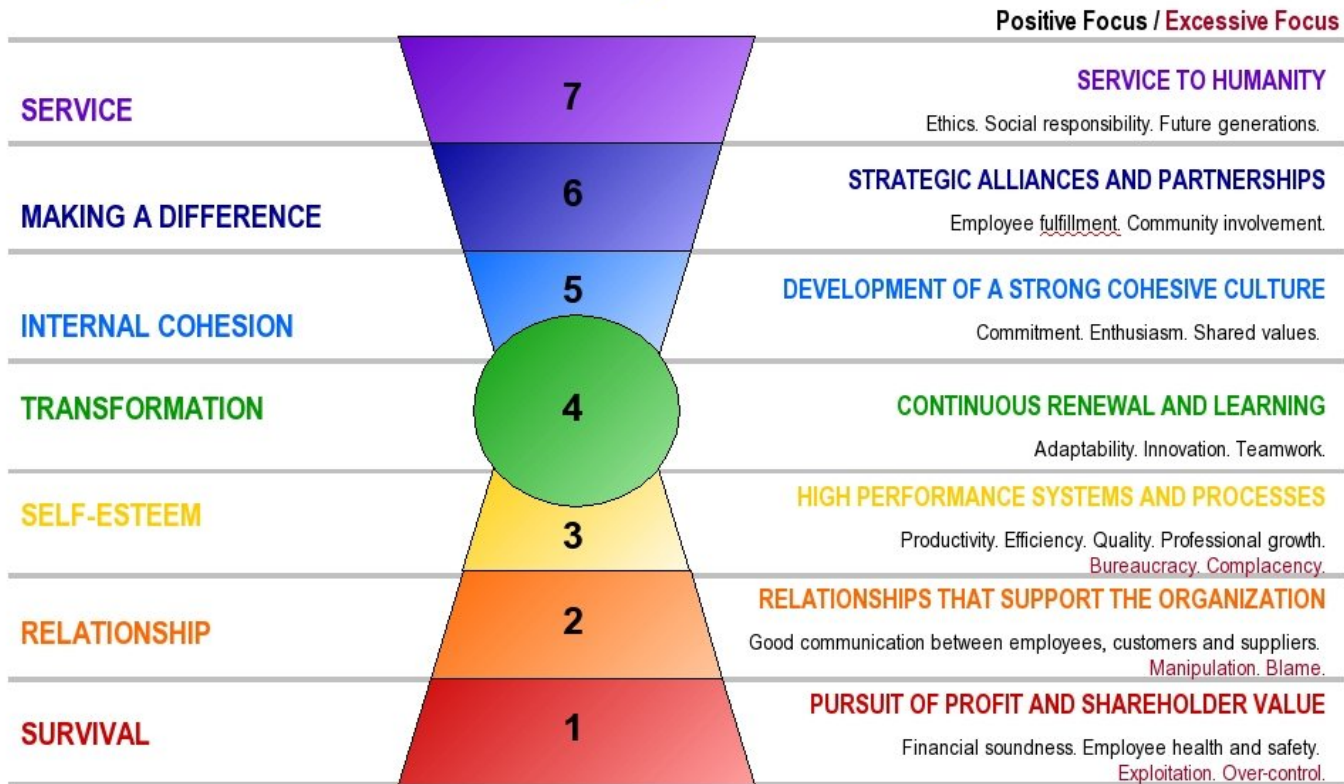 Positive Focus / Excessive Focus
SERVICE
7
SERVICE TO HUMANITY
Ethics. Social responsibility. Future generations.
MAKING A DIFFERENCE
6
STRATEGIC ALLIANCES AND PARTNERSHIPS
Employee fulfillment. Community involvement.
INTERNAL COHESION
5
DEVELOPMENT OF A STRONG COHESIVE CULTURE
Commitment. Enthusiasm. Shared values.
TRANSFORMATION
4
CONTINUOUS RENEWAL AND LEARNING
Adaptability. Innovation. Teamwork.
SELF-ESTEEM
3
HIGH PERFORMANCE SYSTEMS AND PROCESSES
Productivity. Efficiency. Quality. Professional growth.
Bureaucracy. Complacency.
RELATIONSHIP
2
RELATIONSHIPS THAT SUPPORT THE ORGANIZATION
Good communication between employees, customers and suppliers.
Manipulation. Blame.
SURVIVAL
1
PURSUIT OF PROFIT AND SHAREHOLDER VALUE
Financial soundness. Employee health and safety.
Exploitation. Over-control.